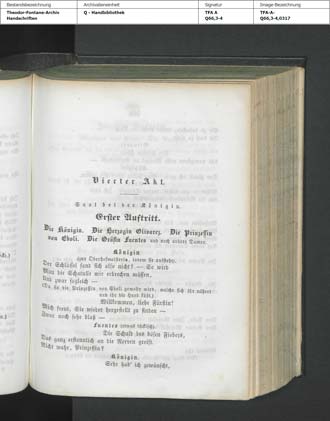 Bestandsbezeichnung Archivalieneinheit Signatur Image-Bezeichnung
Theodor-Fontane-Archiv Q - Handbibliothek TFA A TFA-A-
Handschriften Q66,3-4 Q66,3-4,0317
Vierter Akt.
Saal bei der Königin.
Erster Auftritt.
Die Königin. Die Herzogin Olivarez. Die Prinzessin
von Eboli. Die Gräfin Fuentes und noch andere Damen.
Königin
(zur Oberhofmeisterin, indem sie aufsteht).
Der Schlüssel fand sich also nicht? — So wird
Man die Schatulle mir erbrechen müssen,
Und zwar sogleich —
(Da sie die Prinzessin von Eboli gewahr wird, welche sich ihr nähert
und ihr die Hand küßt.)
Willkommen, liebe Fürstin!
Mich freut, Sie wieder hergestellt zu finden —
Zwar noch sehr blaß —
Fuentes (etwas tückisch).
Die Schuld des bösen Fiebers,
Das ganz erstaunlich an die Nerven greift.
Nicht wahr, Prinzessin?
Königin.
Sehr hab' ich gewünscht,